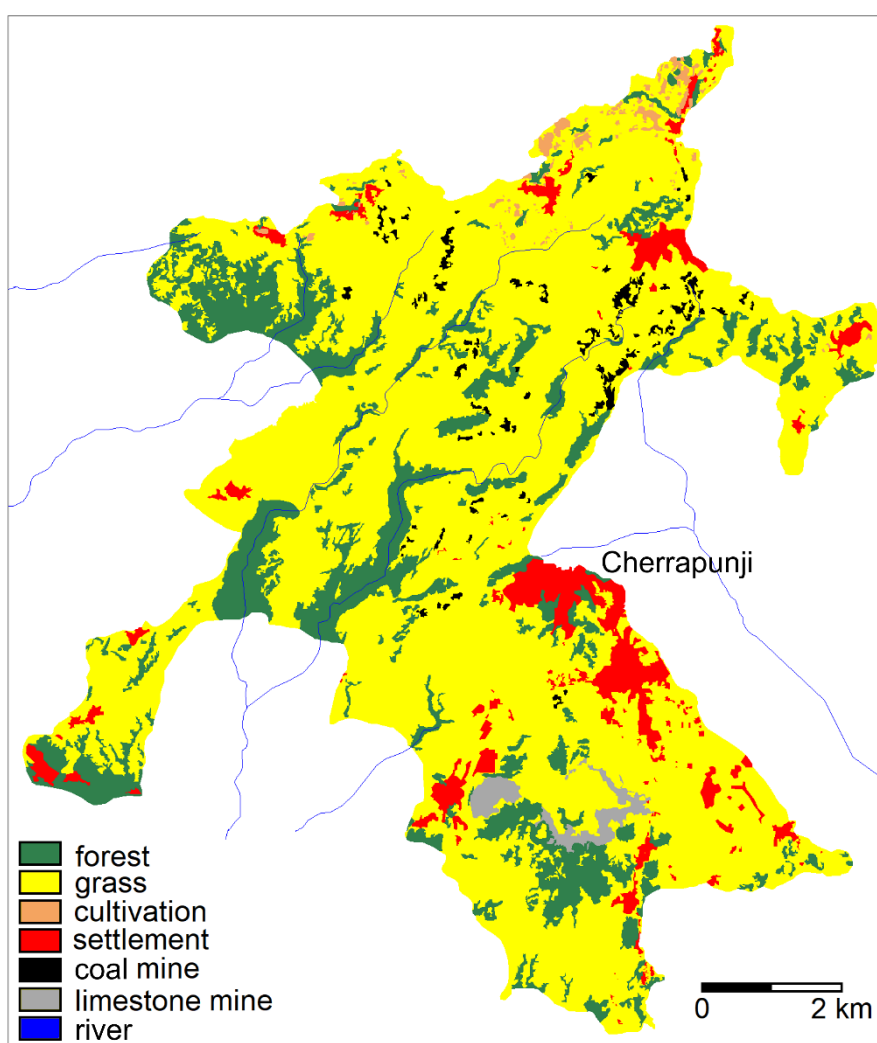 Cherrapunji
forest
grass
cultivation
settlement
coal mine
limestone mine
river
0 2 km